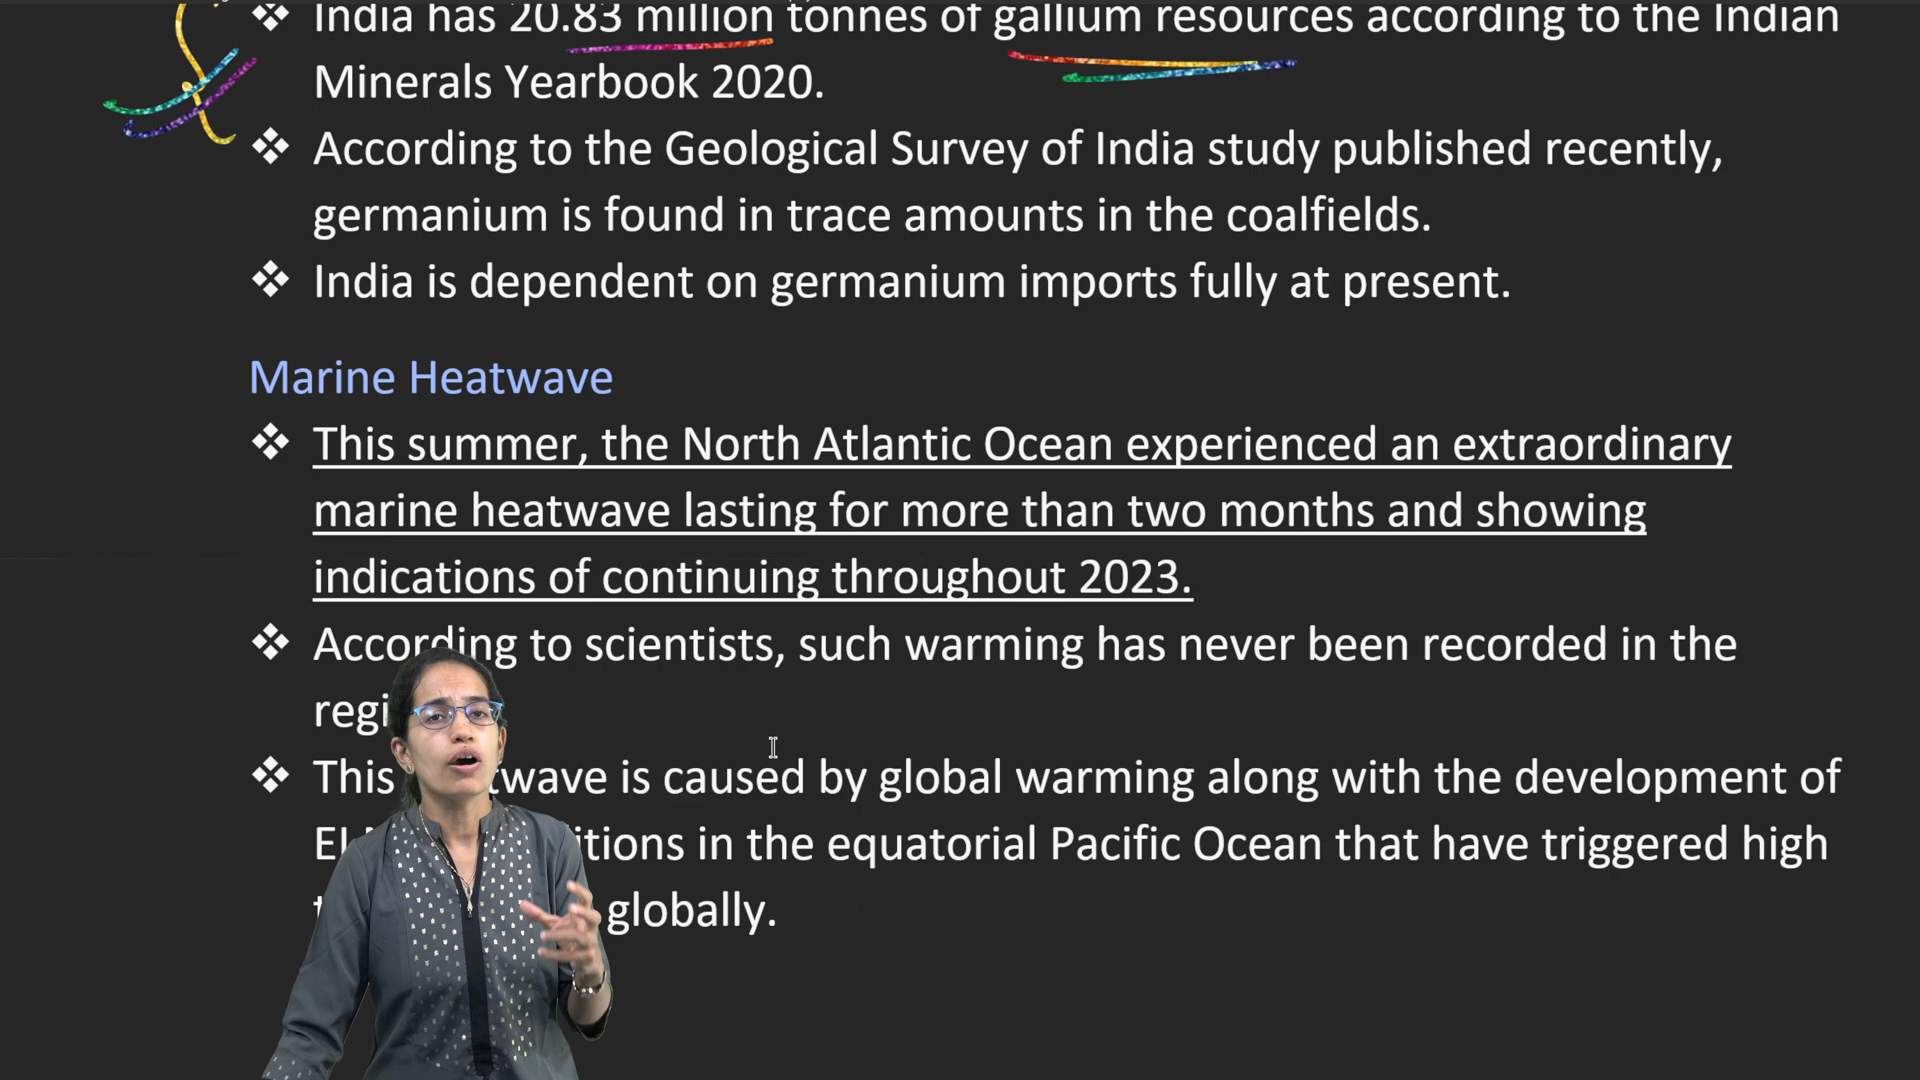 ❖ India has 20.83 million tonnes of gallium resources according to the Indian
Minerals Yearbook 2020.
❖ According to the Geological Survey of India study published recently,
germanium is found in trace amounts in the coalfields.
❖ India is dependent on germanium imports fully at present.
Marine Heatwave
❖ This summer, the North Atlantic Ocean experienced an extraordinary
marine heatwave lasting for more than two months and showing
indications of continuing throughout 2023.
❖ According to scientists, such warming has never been recorded in the
❖ This is caused by global warming along with the development of
in the equatorial Pacific Ocean that have triggered high
globally.